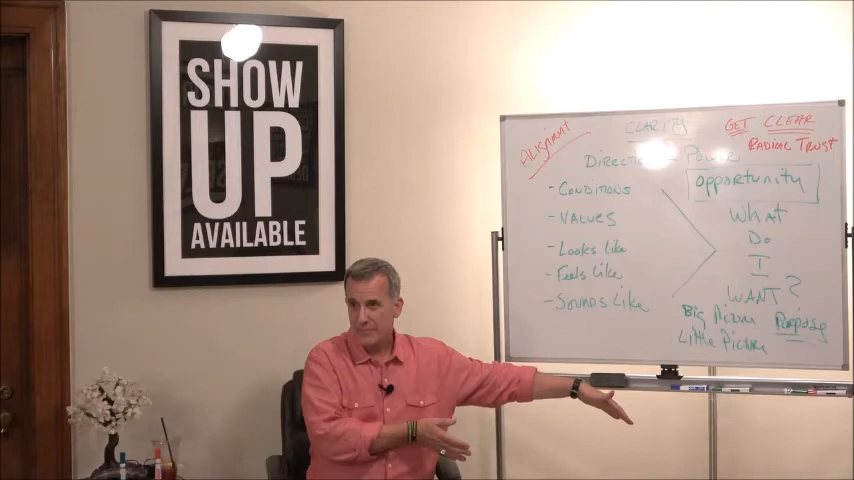 SHOW
UP
AVAILABLE
Alignment
CLARITY
GET CLEAR
RADICAL TRUST
Power
opportunity
- CONDITIONS
- VALUES
- Looks Like
- Feels Like
- Sounds Like
What
Do
I
WANT?
Big Picture Purpose
Little Picture